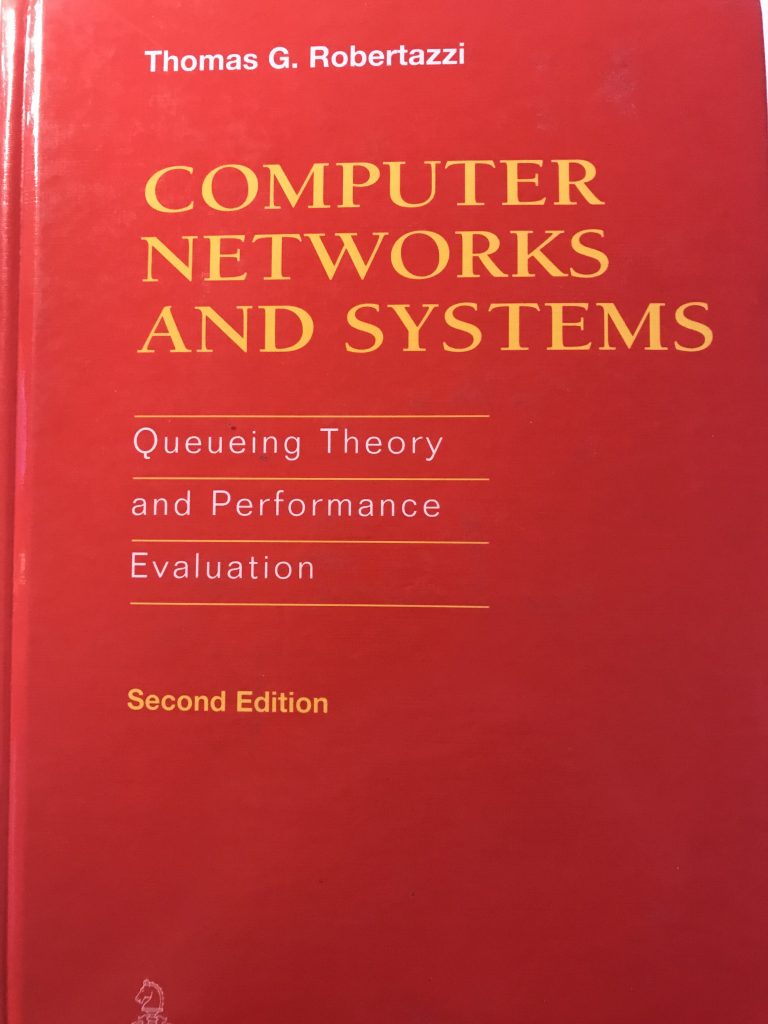 Thomas G. Robertazzi
COMPUTER
NETWORKS
AND SYSTEMS
Queueing Theory
and Performance
Evaluation
Second Edition